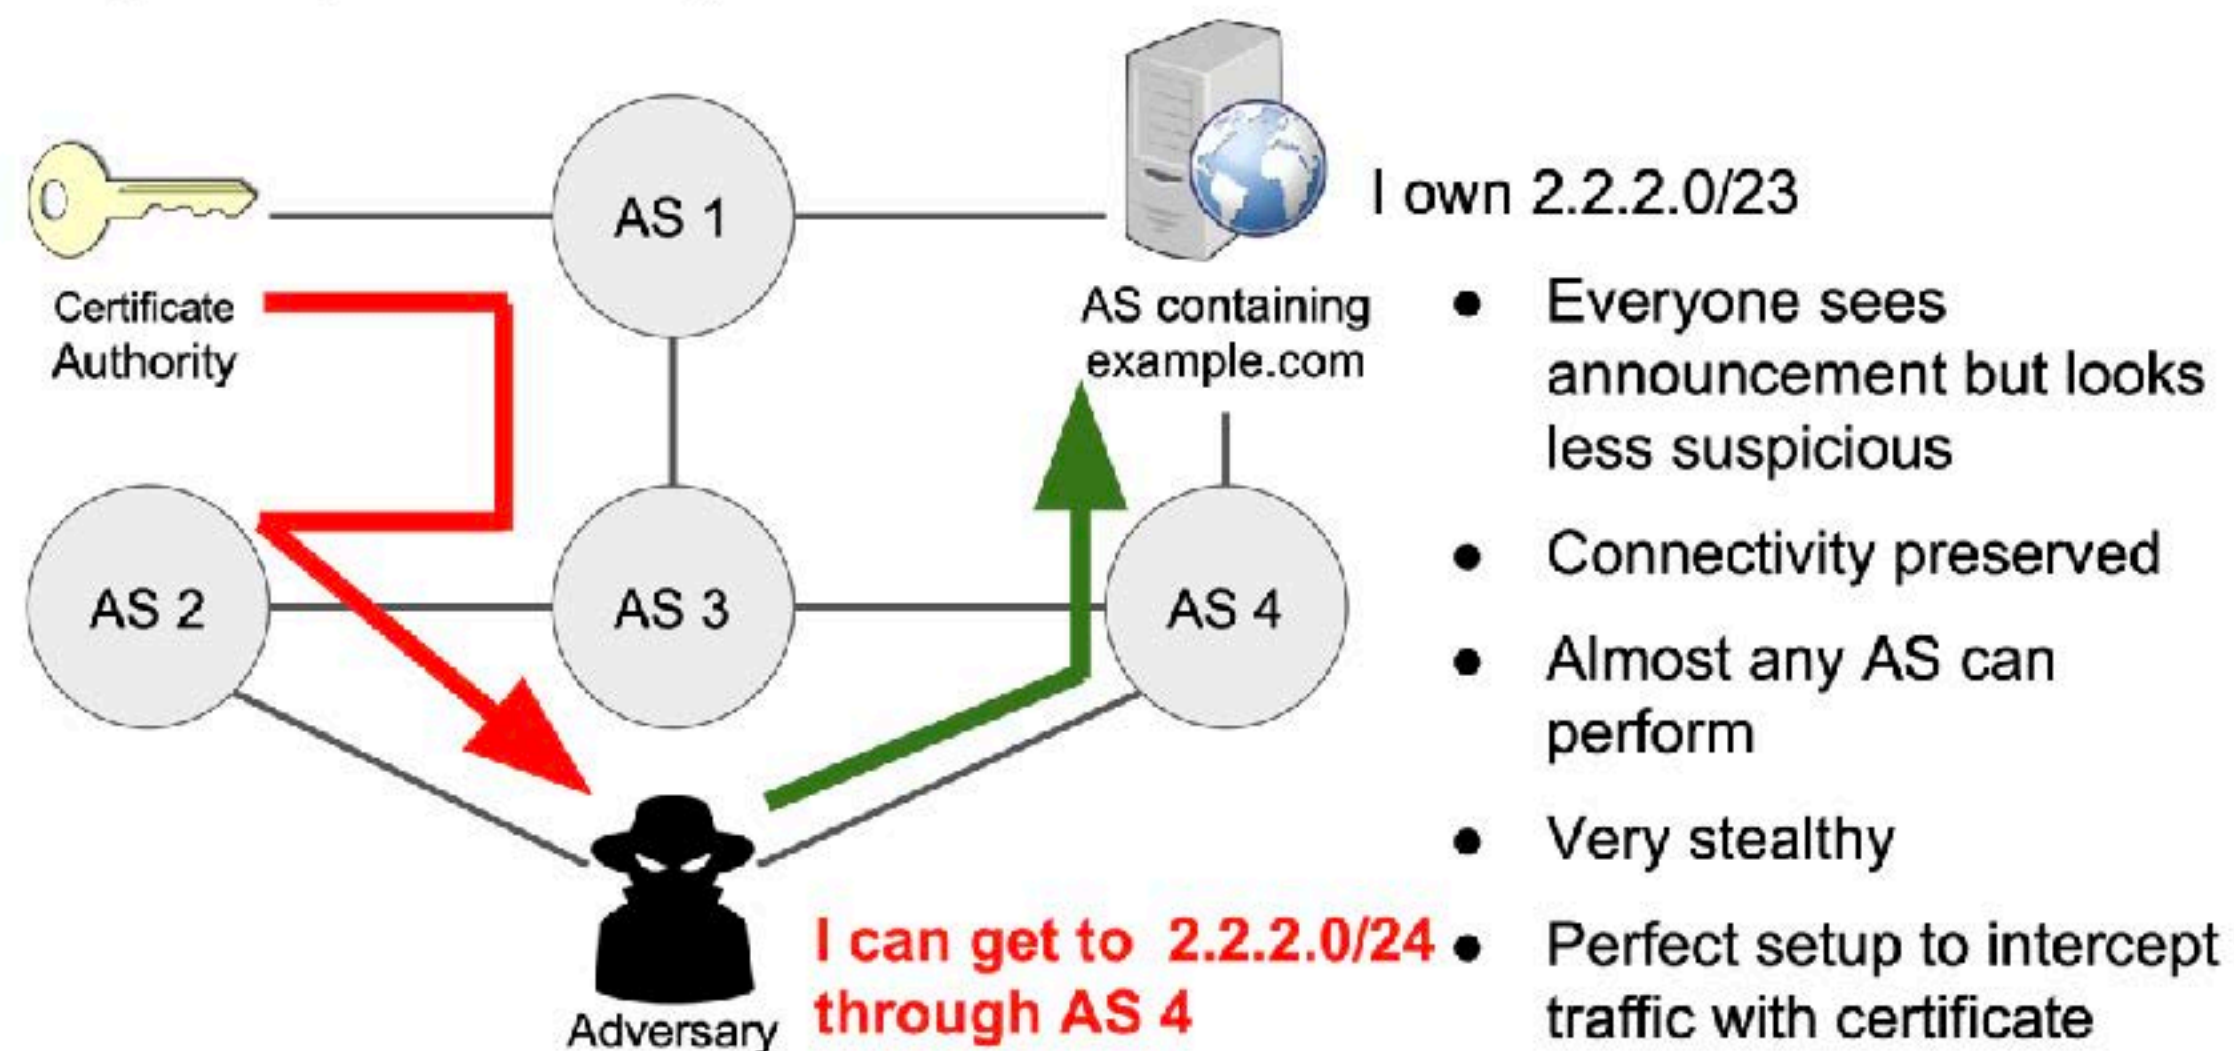 AS 1
I own 2.2.2.0/23
Certificate
Authority
AS containing
example.com
● Everyone sees
announcement but looks
less suspicious
● Connectivity preserved
AS 2
AS 3
AS 4
● Almost any AS can
perform
● Very stealthy
I can get to 2.2.2.0/24
through AS 4
● Perfect setup to intercept
traffic with certificate
Adversary